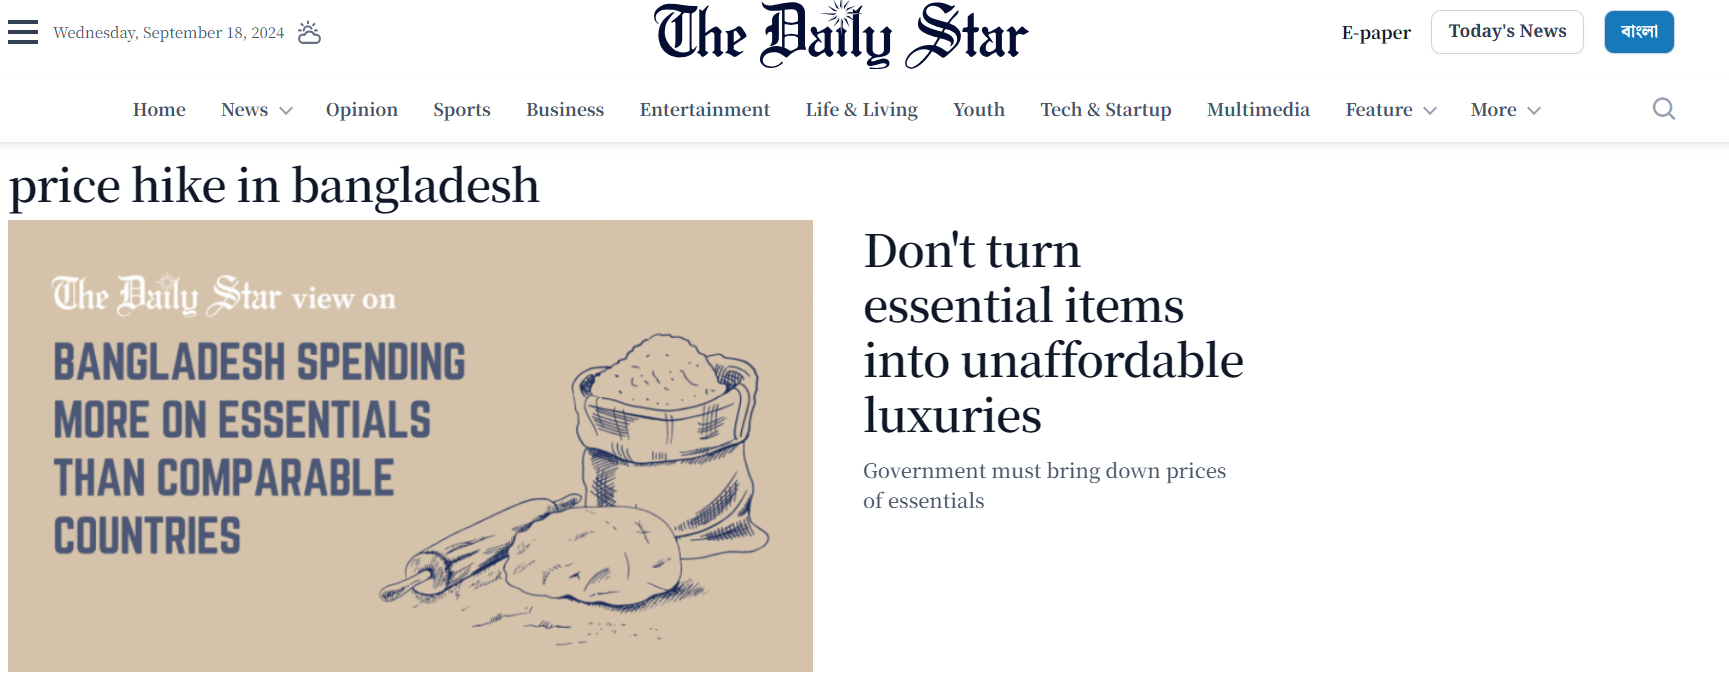 Wednesday, September 18, 2024
The Daily Star
E-paper
Today's News
বাংলা
Home News Opinion Sports Business Entertainment Life & Living Youth Tech & Startup Multimedia Feature More
price hike in bangladesh
The Daily Star view on
BANGLADESH SPENDING
MORE ON ESSENTIALS
THAN COMPARABLE
COUNTRIES
Don't turn
essential items
into unaffordable
luxuries
Government must bring down prices
of essentials